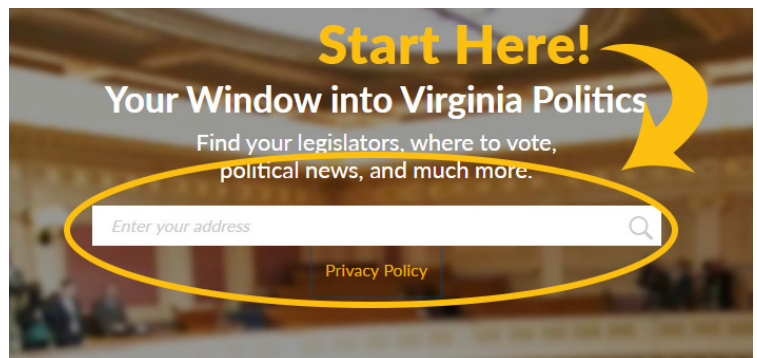 Start Here!
Your Window into Virginia Politics
Find your legislators, where to vote,
political news, and much more.
Enter your address
Privacy Policy